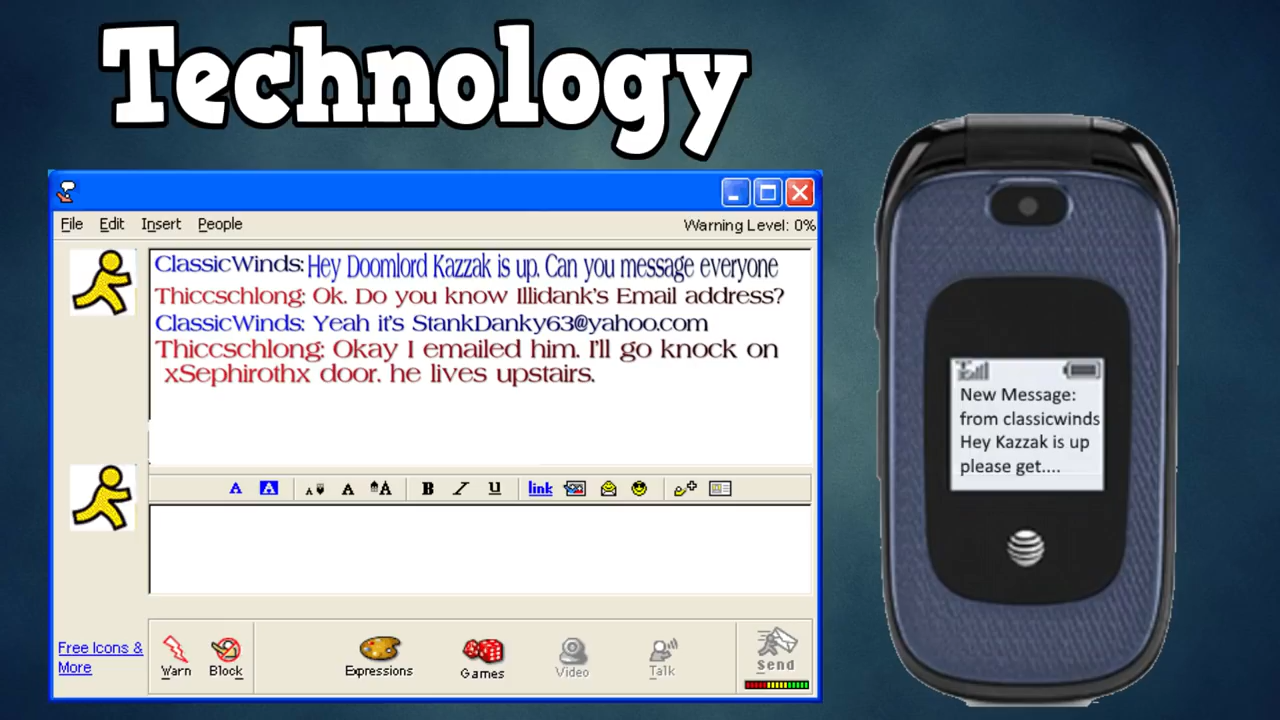 Technology
File Edit Insert People Warning Level: 0%
ClassicWinds: Hey Doomlord Kazzak is up. Can you message everyone
Thiccschlong: Ok. Do you know Illidank's Email address?
ClassicWinds: Yeah it's StankDanky63@yahoo.com
Thiccschlong: Okay I emailed him. I'll go knock on
xSephirothx door. he lives upstairs.
A A A A A B I U link
Free Icons &
More
Warn Block Expressions Games Video Talk Send
New Message:
from classicwinds
Hey Kazzak is up
please get....